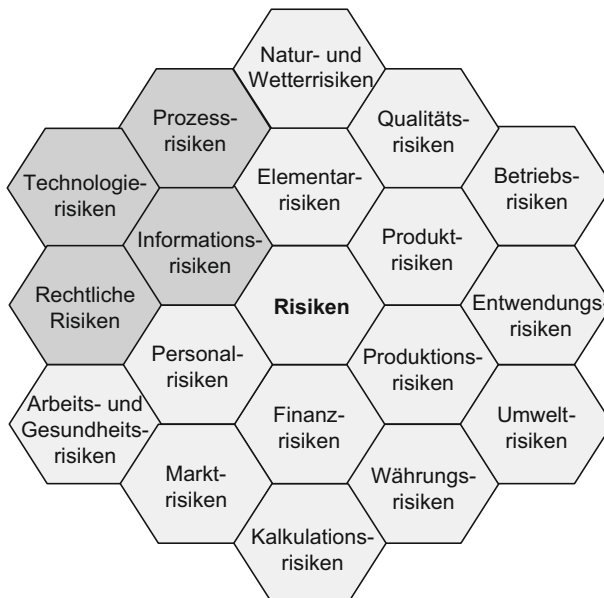 Natur- und
Wetterrisiken
Prozess-
risiken
Qualitäts-
risiken
Technologie-
risiken
Elementar-
risiken
Betriebs-
risiken
Informations-
risiken
Produkt-
risiken
Rechtliche
Risiken
Risiken
Entwendungs-
risiken
Personal-
risiken
Produktions-
risiken
Arbeits- und
Gesundheits-
risiken
Finanz-
risiken
Umwelt-
risiken
Markt-
risiken
Währungs-
risiken
Kalkulations-
risiken